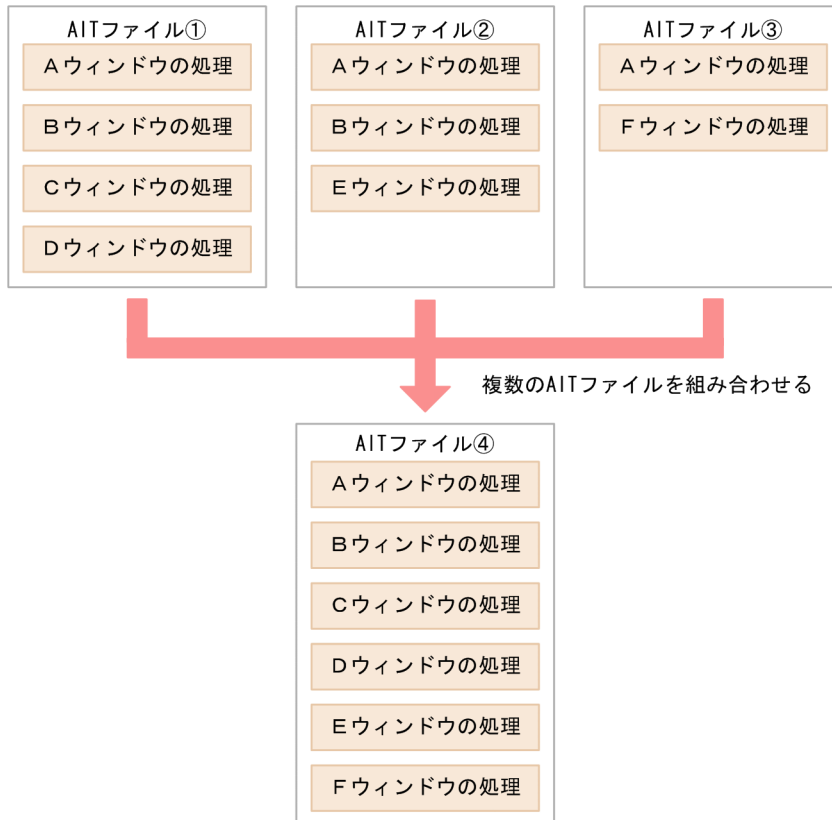 AITファイル①
Aウィンドウの処理
Bウィンドウの処理
Cウィンドウの処理
Dウィンドウの処理
AITファイル②
Aウィンドウの処理
Bウィンドウの処理
Eウィンドウの処理
AITファイル③
Aウィンドウの処理
Fウィンドウの処理
複数のAITファイルを組み合わせる
AITファイル④
Aウィンドウの処理
Bウィンドウの処理
Cウィンドウの処理
Dウィンドウの処理
Eウィンドウの処理
Fウィンドウの処理